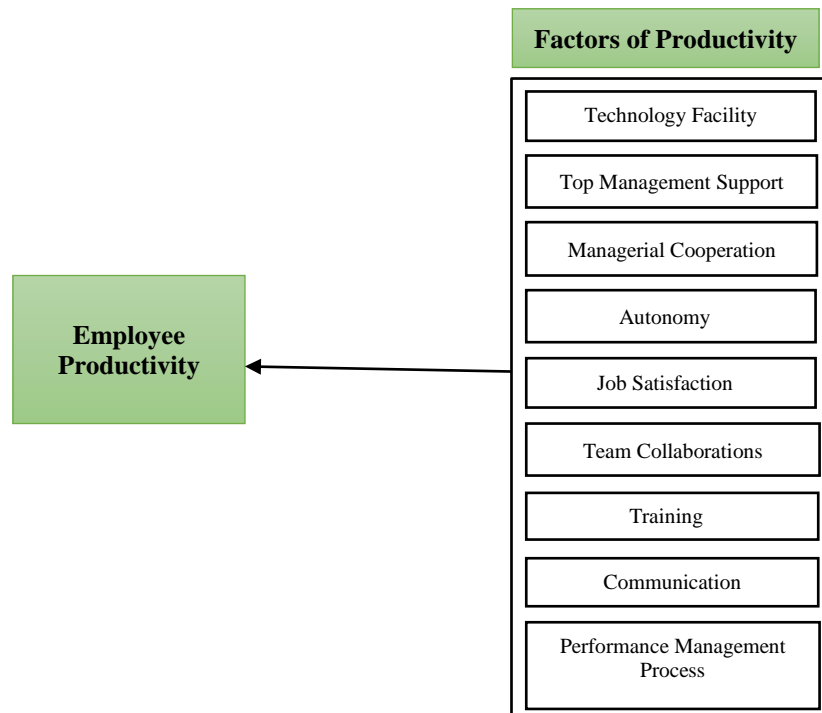 Factors of Productivity
Technology Facility
Top Management Support
Managerial Cooperation
Autonomy
Job Satisfaction
Team Collaborations
Training
Communication
Performance Management
Process
Employee
Productivity